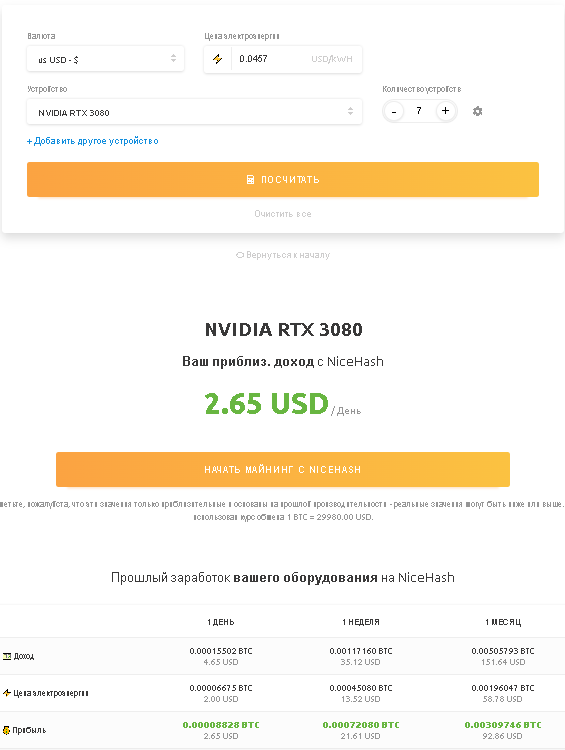 Валюта Цена электроэнергии
us USD - $ 0.0457 USD/kWH
Устройство Количество устройств
NVIDIA RTX 3080 - 7 +
+ Добавить другое устройство
ПОСЧИТАТЬ
Очистить все
Вернуться к началу
NVIDIA RTX 3080
Ваш приблиз. доход с NiceHash
2.65 USD / День
НАЧАТЬ МАЙНИНГ С NICEHASH
метьте, пожалуйста, что эти значения только приблизительные и основаны на прошлой производительности - реальные значения могут быть ниже или выше.
использован курс обмена 1 BTC = 29980.00 USD.
Прошлый заработок вашего оборудования на NiceHash
1 ДЕНЬ 1 НЕДЕЛЯ 1 МЕСЯЦ
Доход 0.00015502 BTC 0.00117160 BTC 0.00505793 BTC
4.65 USD 35.12 USD 151.64 USD
Цена электроэнергии 0.00006675 BTC 0.00045080 BTC 0.00196047 BTC
2.00 USD 13.52 USD 58.78 USD
Прибыль 0.00008828 BTC 0.00072080 BTC 0.00309746 BTC
2.65 USD 21.61 USD 92.86 USD